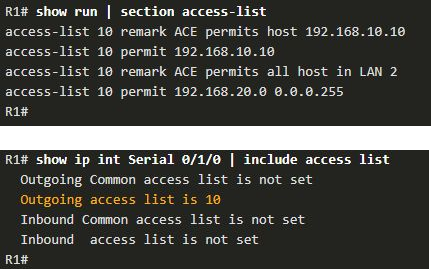 R1# show run | section access-list
access-list 10 remark ACE permits host 192.168.10.10
access-list 10 permit 192.168.10.10
access-list 10 remark ACE permits all host in LAN 2
access-list 10 permit 192.168.20.0 0.0.0.255
R1#
R1# show ip int Serial 0/1/0 | include access list
Outgoing Common access list is not set
Outgoing access list is 10
Inbound Common access list is not set
Inbound  access list is not set
R1#